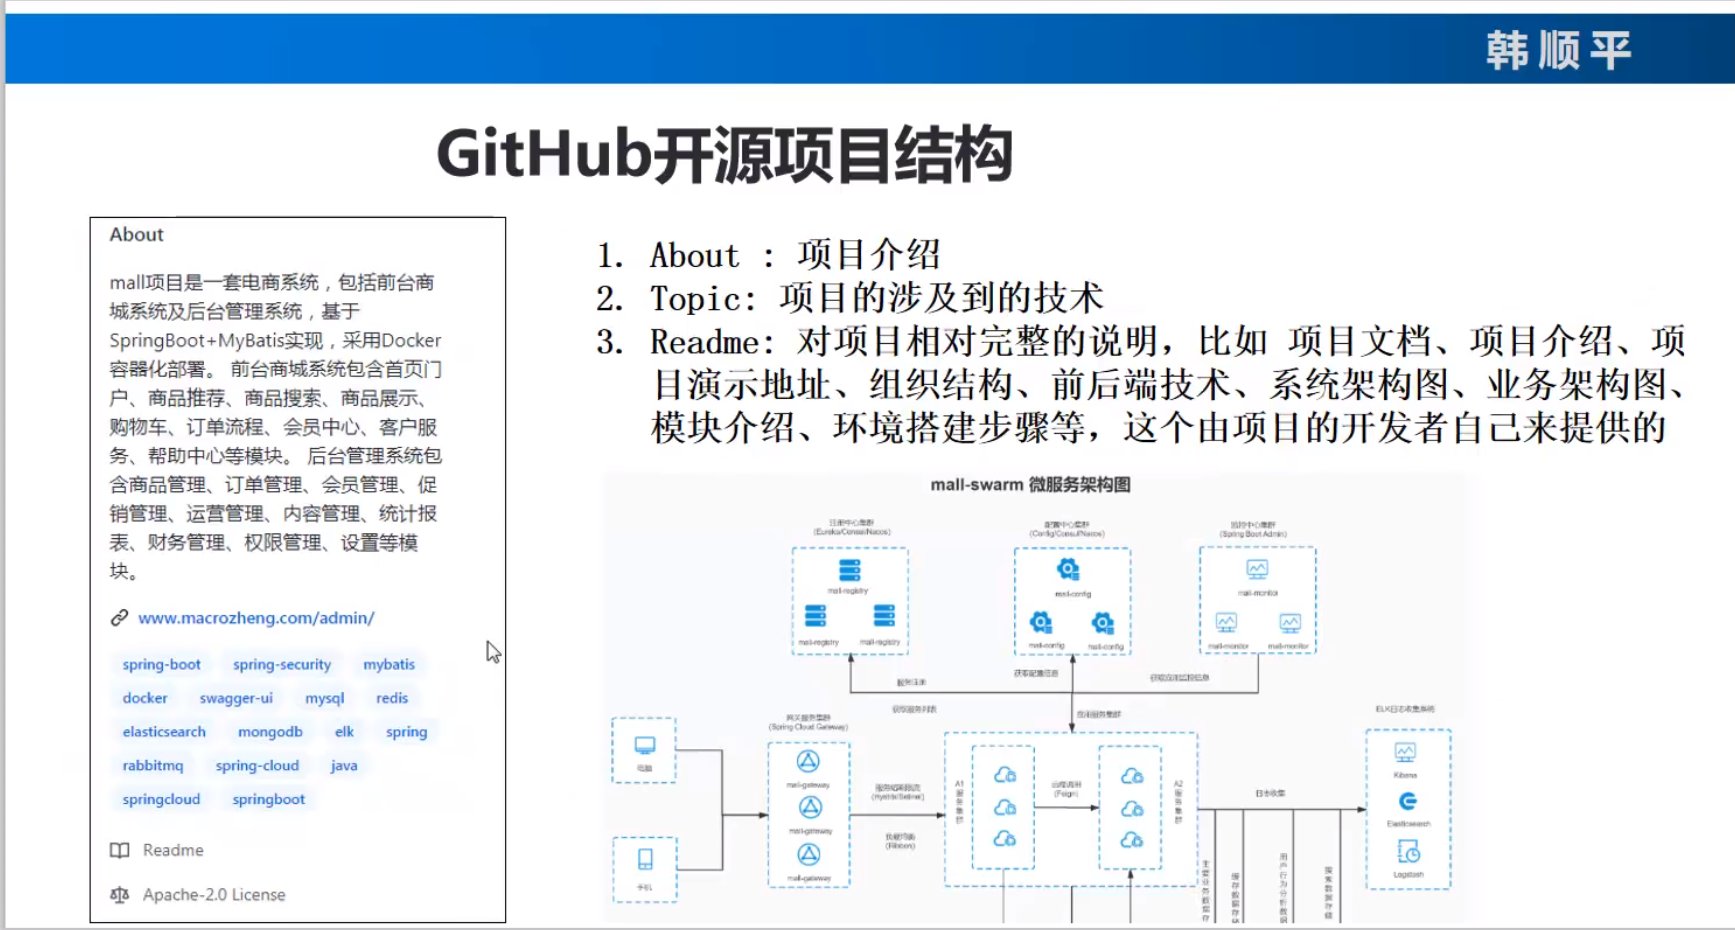 韩顺平
GitHub开源项目结构
About
mall项目是一套电商系统，包括前台商
城系统及后台管理系统，基于
SpringBoot+MyBatis实现，采用Docker
容器化部署。 前台商城系统包含首页门
户、商品推荐、商品搜索、商品展示、
购物车、订单流程、会员中心、客户服
务、帮助中心等模块。 后台管理系统包
含商品管理、订单管理、会员管理、促
销管理、运营管理、内容管理、统计报
表、财务管理、权限管理、设置等模
块。
www.macrozheng.com/admin/
spring-boot spring-security mybatis
docker swagger-ui mysql redis
elasticsearch mongodb elk spring
rabbitmq spring-cloud java
springcloud springboot
Readme
Apache-2.0 License
1. About : 项目介绍
2. Topic: 项目的涉及到的技术
3. Readme: 对项目相对完整的说明，比如 项目文档、项目介绍、项
目演示地址、组织结构、前后端技术、系统架构图、业务架构图、
模块介绍、环境搭建步骤等，这个由项目的开发者自己来提供的
mall-swarm 微服务架构图
注册中心集群
(Eureka/Consul/Nacos)
mall-registry
mall-registry mall-registry
配置中心集群
(Config/Consul/Nacos)
mall-config
mall-config mall-config
监控中心集群
(Spring Boot Admin)
mall-monitor
mall-monitor mall-monitor
服务注册
获取配置信息
获取应用监控信息
获取服务列表
应用服务集群
ELK日志收集系统
网关服务集群
(Spring Cloud Gateway)
电脑
手机
mall-gateway
mall-gateway
mall-gateway
服务熔断限流
负载均衡
(Ribbon)
A1服务集群
远程调用
(Feign)
A2服务集群
日志收集
Kibana
Elasticsearch
Logstash
主营业务数据存
缓存数据存储
用户行为分析数据
搜索数据存储